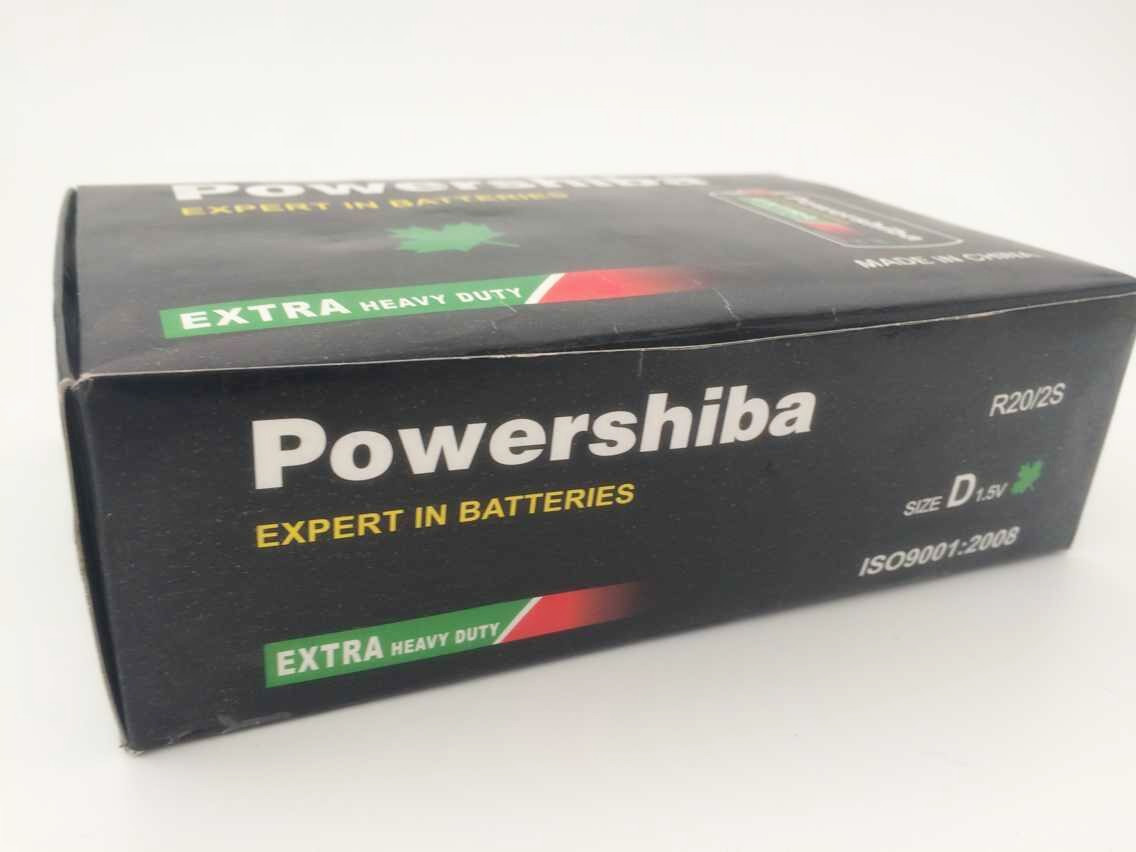 Powershiba
EXPERT IN BATTERIES
EXTRA HEAVY DUTY
MADE IN CHINA
Powershiba
EXPERT IN BATTERIES
EXTRA HEAVY DUTY
R20/2S
SIZE D 1.5V
ISO9001:2008